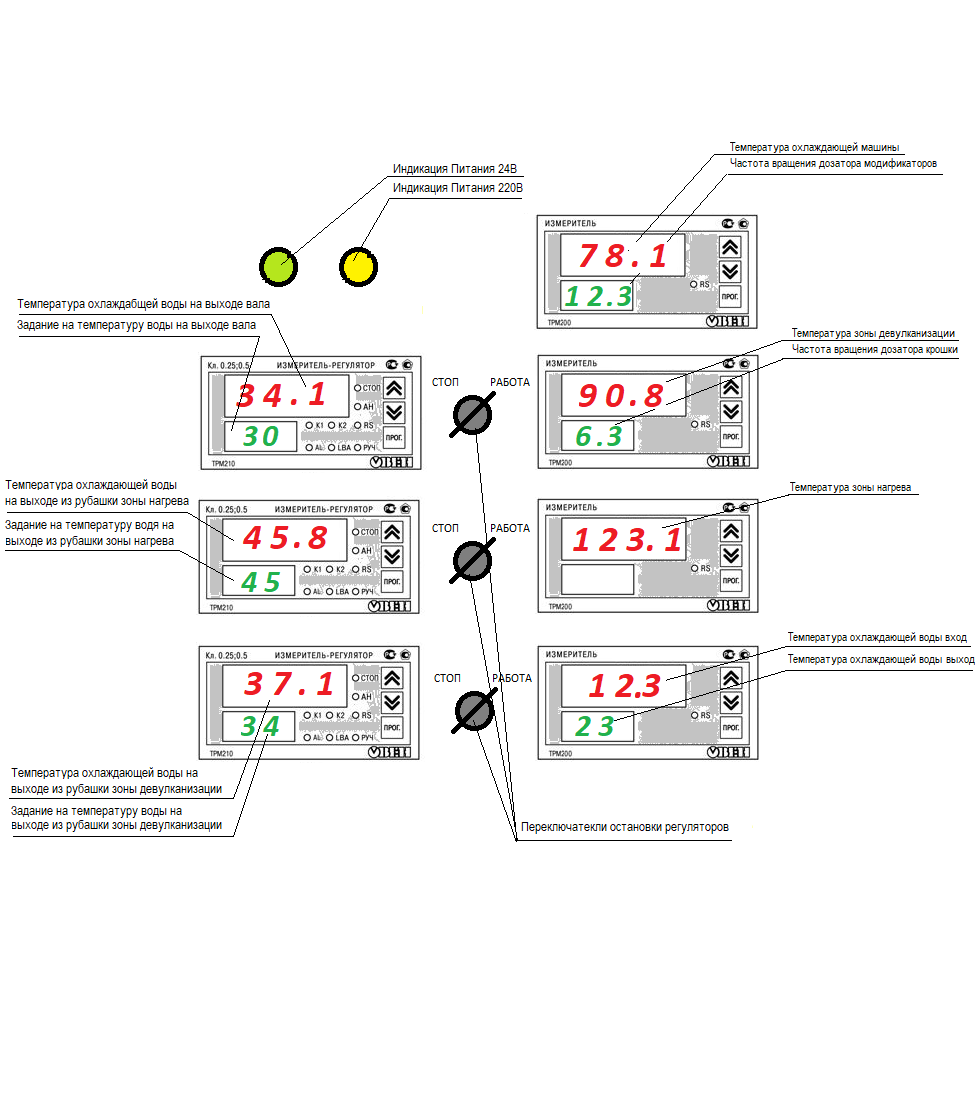 Температура охлаждающей машины
Частота вращения дозатора модификаторов
Индикация Питания 24В
Индикация Питания 220В
ИЗМЕРИТЕЛЬ
78.1
12.3
RS
ПРОГ.
ТРМ200
ОВЕН
Температура охлаждабщей воды на выходе вала
Задание на температуру воды на выходе вала
Кл. 0.25;0.5 ИЗМЕРИТЕЛЬ-РЕГУЛЯТОР
34.1
СТОП
АН
30
К1 К2 RS
AL LBA РУЧ
ПРОГ.
ТРМ210
ОВЕН
СТОП РАБОТА
Температура зоны девулканизации
Частота вращения дозатора крошки
ИЗМЕРИТЕЛЬ
90.8
6.3
RS
ПРОГ.
ТРМ200
ОВЕН
Температура охлаждающей воды
на выходе из рубашки зоны нагрева
Задание на температуру водя на
выходе из рубашки зоны нагрева
Кл. 0.25;0.5 ИЗМЕРИТЕЛЬ-РЕГУЛЯТОР
45.8
СТОП
АН
45
К1 К2 RS
AL LBA РУЧ
ПРОГ.
ТРМ210
ОВЕН
СТОП РАБОТА
Температура зоны нагрева
ИЗМЕРИТЕЛЬ
123.1
RS
ПРОГ.
ТРМ200
ОВЕН
Кл. 0.25;0.5 ИЗМЕРИТЕЛЬ-РЕГУЛЯТОР
37.1
СТОП
АН
34
К1 К2 RS
AL LBA РУЧ
ПРОГ.
ТРМ210
ОВЕН
СТОП РАБОТА
Температура охлаждающей воды вход
Температура охлаждающей воды выход
ИЗМЕРИТЕЛЬ
12.3
23
RS
ПРОГ.
ТРМ200
ОВЕН
Температура охлаждающей воды на
выходе из рубашки зоны девулканизации
Задание на температуру воды на
выходе из рубашки зоны девулканизации
Переключатекли остановки регуляторов